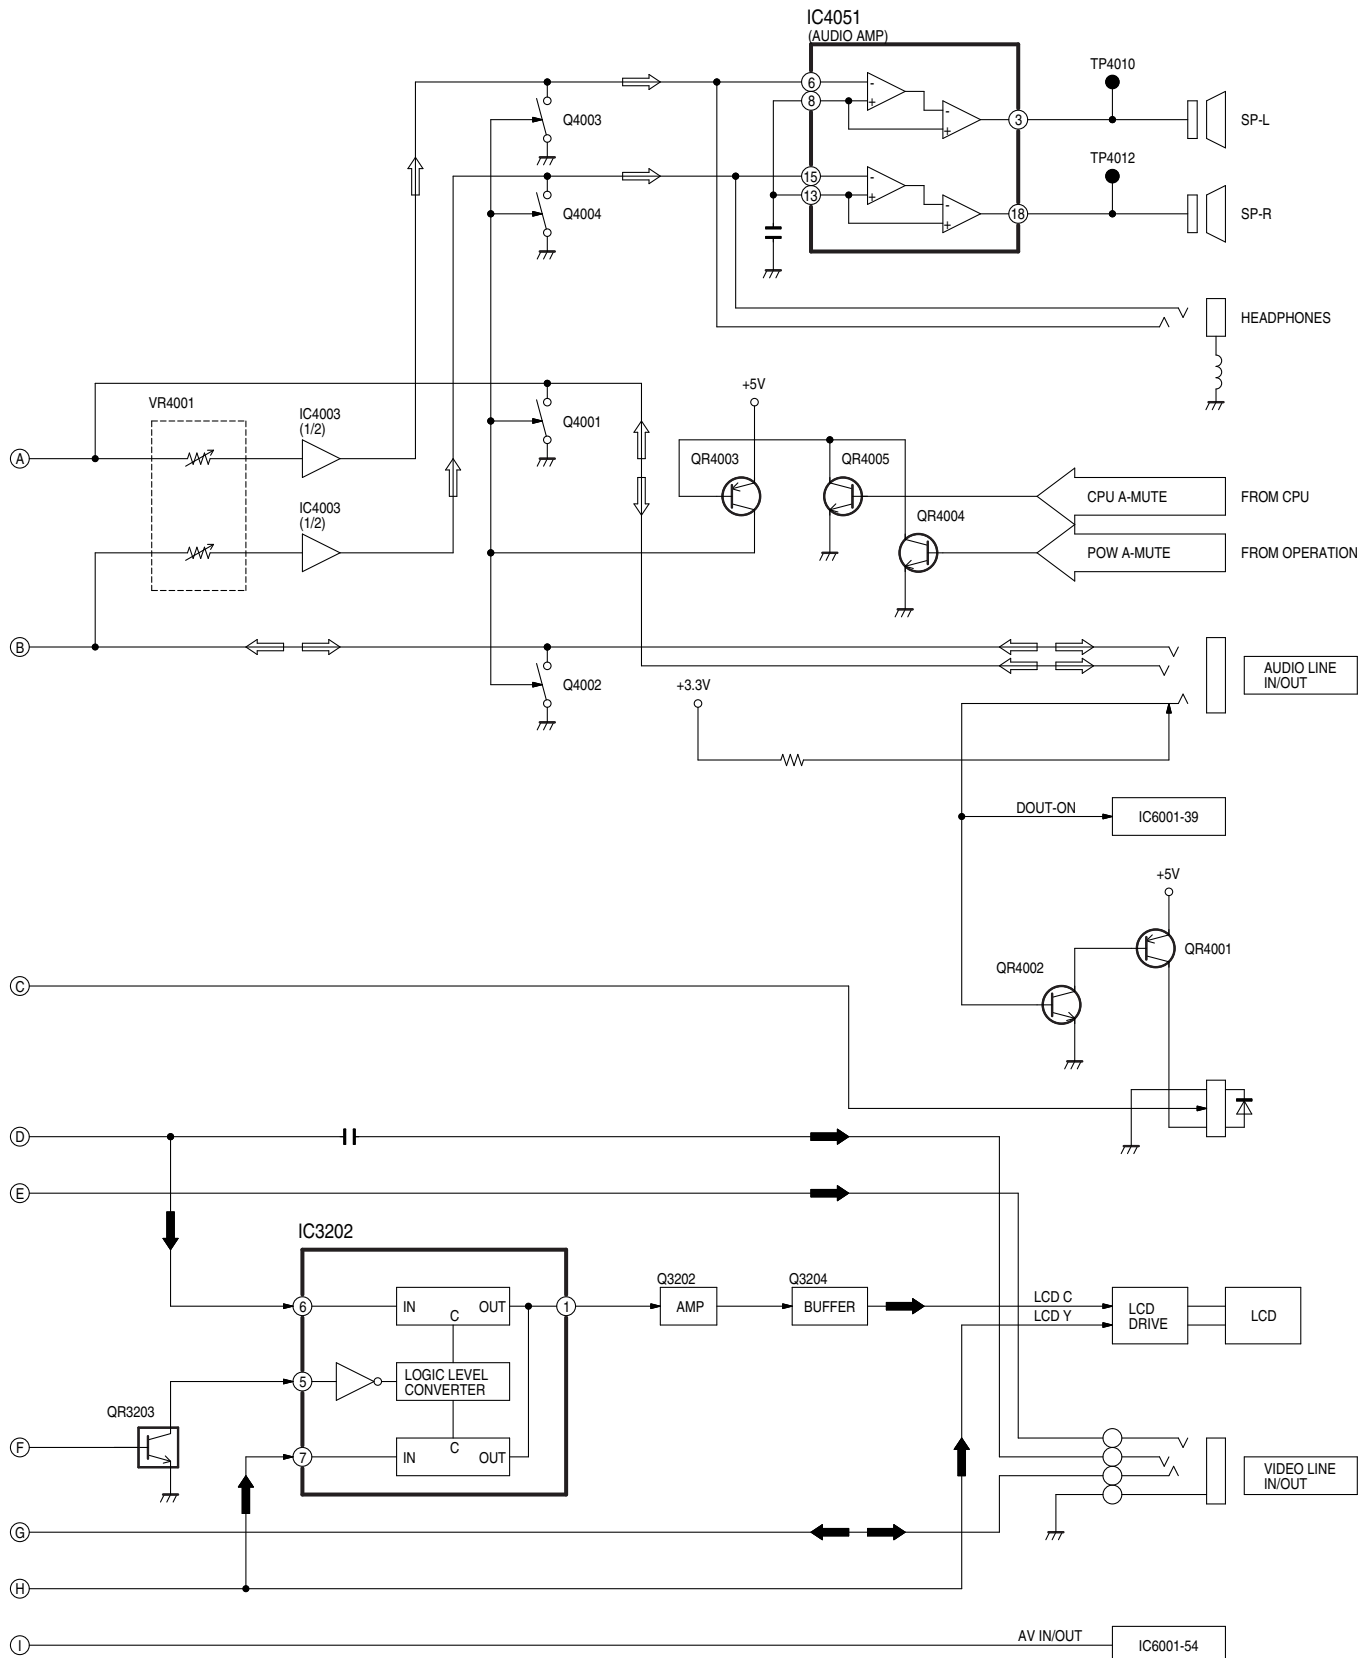 IC4051
(AUDIO AMP)
TP4010
6
-
8
+
-
+
3
Q4003
SP-L
TP4012
15
-
13
+
-
+
18
Q4004
SP-R
HEADPHONES
+5V
VR4001
IC4003
(1/2)
Q4001
A
QR4003
QR4005
CPU A-MUTE
FROM CPU
IC4003
(1/2)
QR4004
POW A-MUTE
FROM OPERATION
B
AUDIO LINE
IN/OUT
Q4002
+3.3V
DOUT-ON
IC6001-39
+5V
QR4001
QR4002
C
D
E
IC3202
Q3202
Q3204
6
IN
C
OUT
1
AMP
BUFFER
LCD C
LCD Y
LCD
DRIVE
LCD
5
LOGIC LEVEL
CONVERTER
QR3203
F
7
IN
C
OUT
VIDEO LINE
IN/OUT
G
H
I
AV IN/OUT
IC6001-54